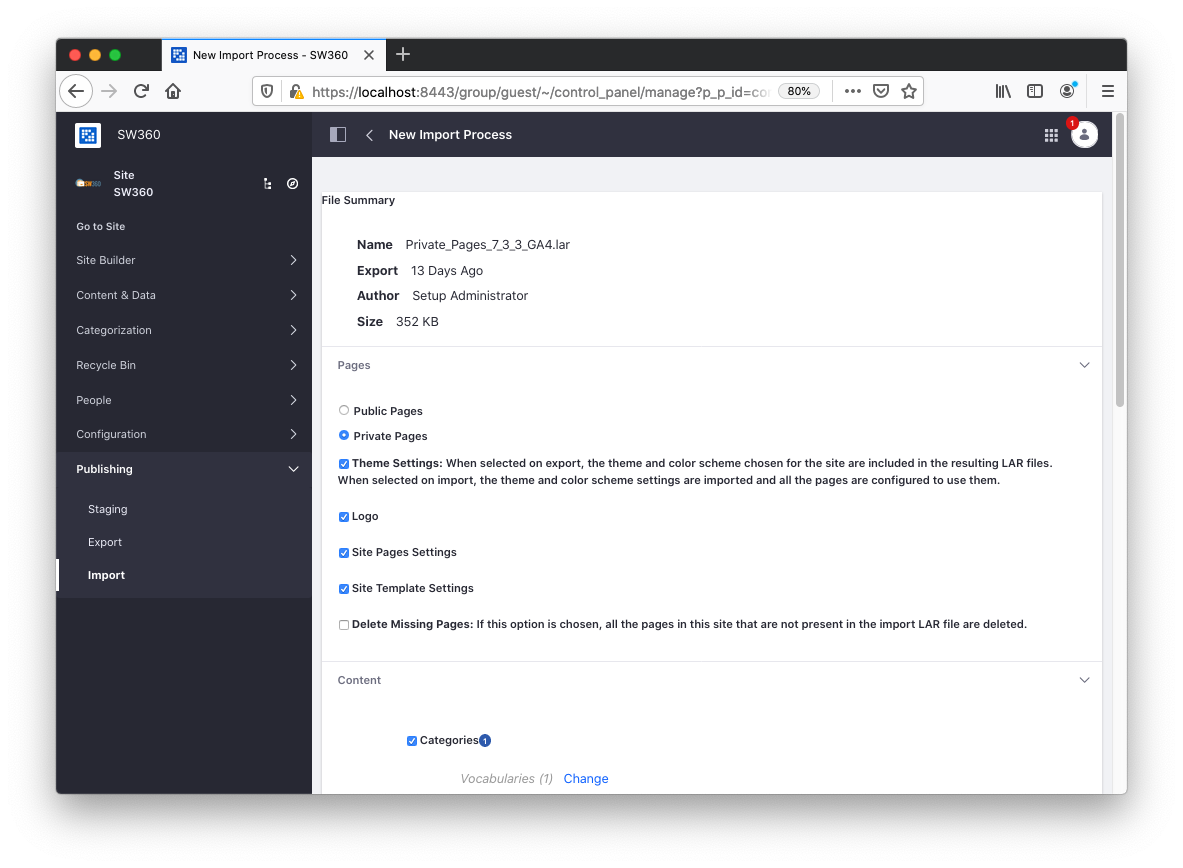 New Import Process - SW360
https://localhost:8443/group/guest/~/control_panel/manage?p_p_id=co
80%
SW360
New Import Process
1
Site
SW360
Go to Site
Site Builder
Content & Data
Categorization
Recycle Bin
People
Configuration
Publishing
Staging
Export
Import
File Summary
Name Private_Pages_7_3_3_GA4.lar
Export 13 Days Ago
Author Setup Administrator
Size 352 KB
Pages
Public Pages
Private Pages
Theme Settings: When selected on export, the theme and color scheme chosen for the site are included in the resulting LAR files.
When selected on import, the theme and color scheme settings are imported and all the pages are configured to use them.
Logo
Site Pages Settings
Site Template Settings
Delete Missing Pages: If this option is chosen, all the pages in this site that are not present in the import LAR file are deleted.
Content
Categories 1
Vocabularies (1) Change